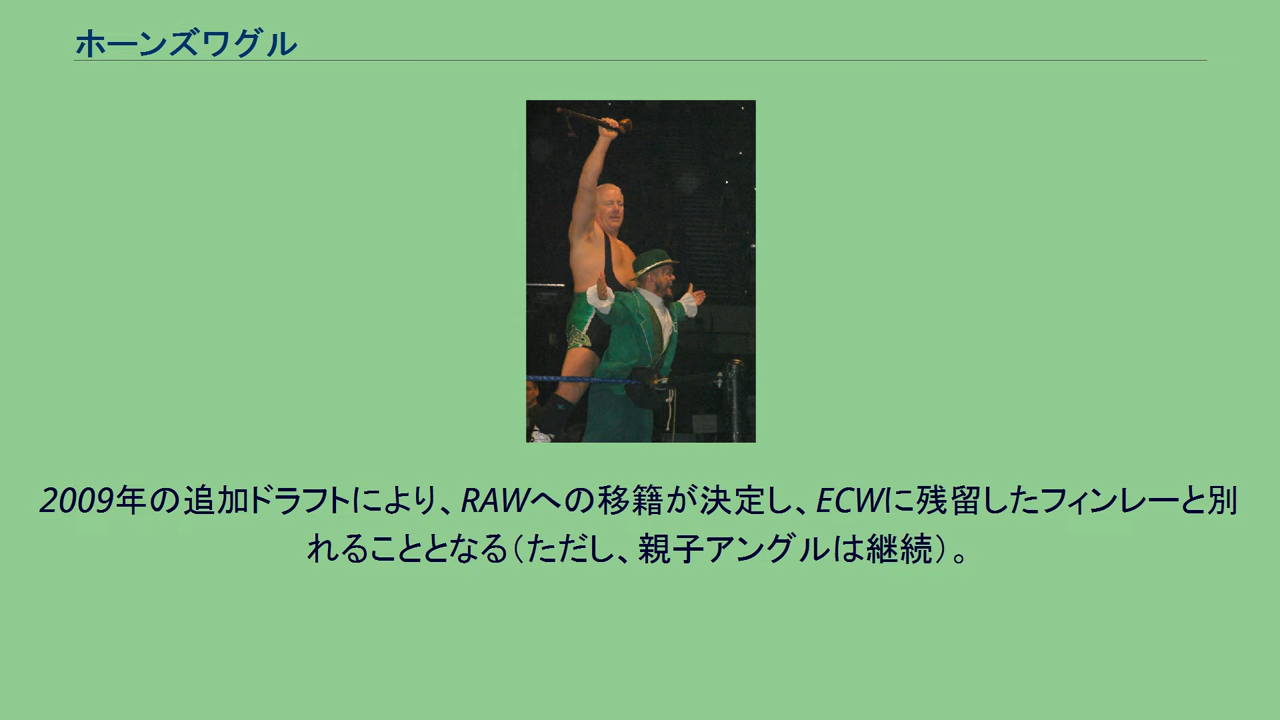 ホーンズワグル
2009年の追加ドラフトにより、RAWへの移籍が決定し、ECWに残留したフィンレーと別
れることとなる（ただし、親子アングルは継続）。